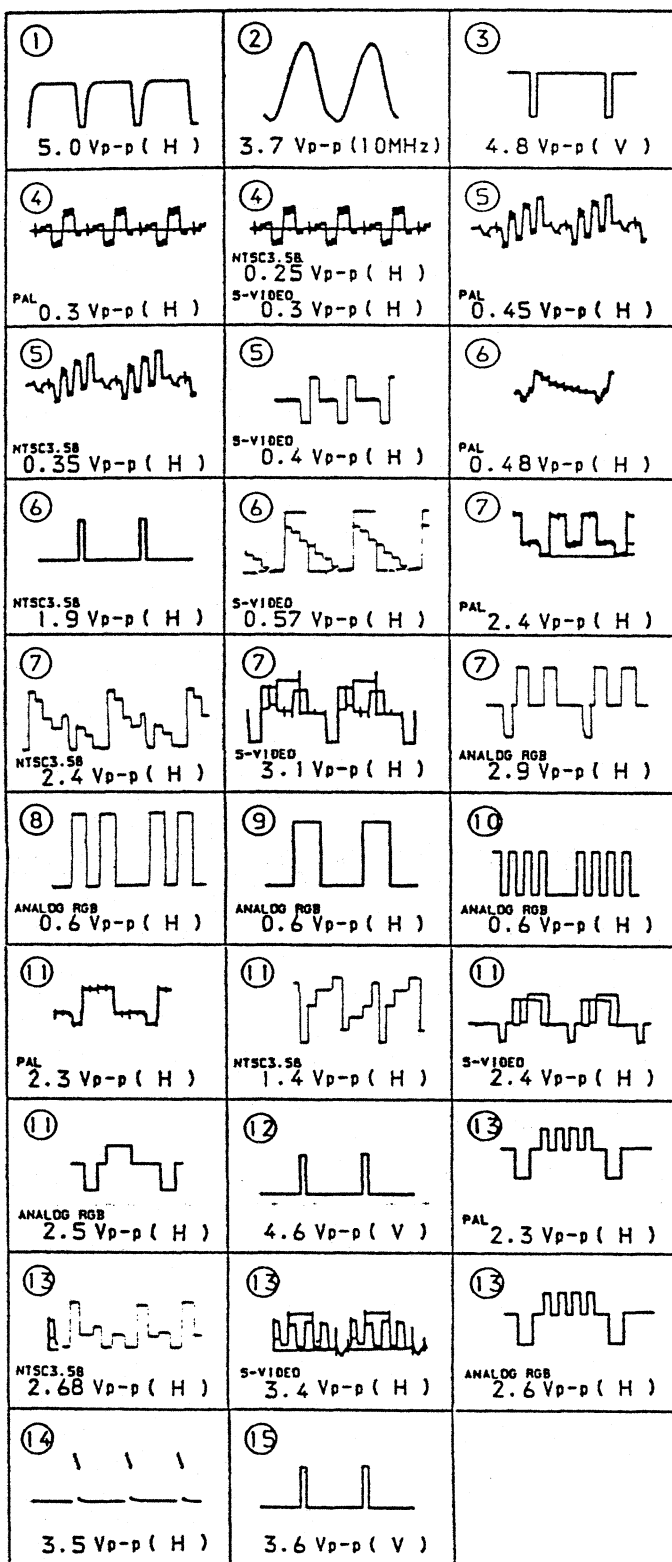 ①
5.0 Vp-p ( H )
②
3.7 Vp-p (10MHz)
③
4.8 Vp-p ( V )
④
PAL
0.3 Vp-p ( H )
④
NTSC3.58
0.25 Vp-p ( H )
S-VIDEO
0.3 Vp-p ( H )
⑤
PAL
0.45 Vp-p ( H )
⑤
NTSC3.58
0.35 Vp-p ( H )
⑤
S-VIDEO
0.4 Vp-p ( H )
⑥
PAL
0.48 Vp-p ( H )
⑥
NTSC3.58
1.9 Vp-p ( H )
⑥
S-VIDEO
0.57 Vp-p ( H )
⑦
PAL
2.4 Vp-p ( H )
⑦
NTSC3.58
2.4 Vp-p ( H )
⑦
S-VIDEO
3.1 Vp-p ( H )
⑦
ANALOG RGB
2.9 Vp-p ( H )
⑧
ANALOG RGB
0.6 Vp-p ( H )
⑨
ANALOG RGB
0.6 Vp-p ( H )
⑩
ANALOG RGB
0.6 Vp-p ( H )
⑪
PAL
2.3 Vp-p ( H )
⑪
NTSC3.58
1.4 Vp-p ( H )
⑪
S-VIDEO
2.4 Vp-p ( H )
⑪
ANALOG RGB
2.5 Vp-p ( H )
⑫
4.6 Vp-p ( V )
⑬
PAL
2.3 Vp-p ( H )
⑬
NTSC3.58
2.68 Vp-p ( H )
⑬
S-VIDEO
3.4 Vp-p ( H )
⑬
ANALOG RGB
2.6 Vp-p ( H )
⑭
3.5 Vp-p ( H )
⑮
3.6 Vp-p ( V )